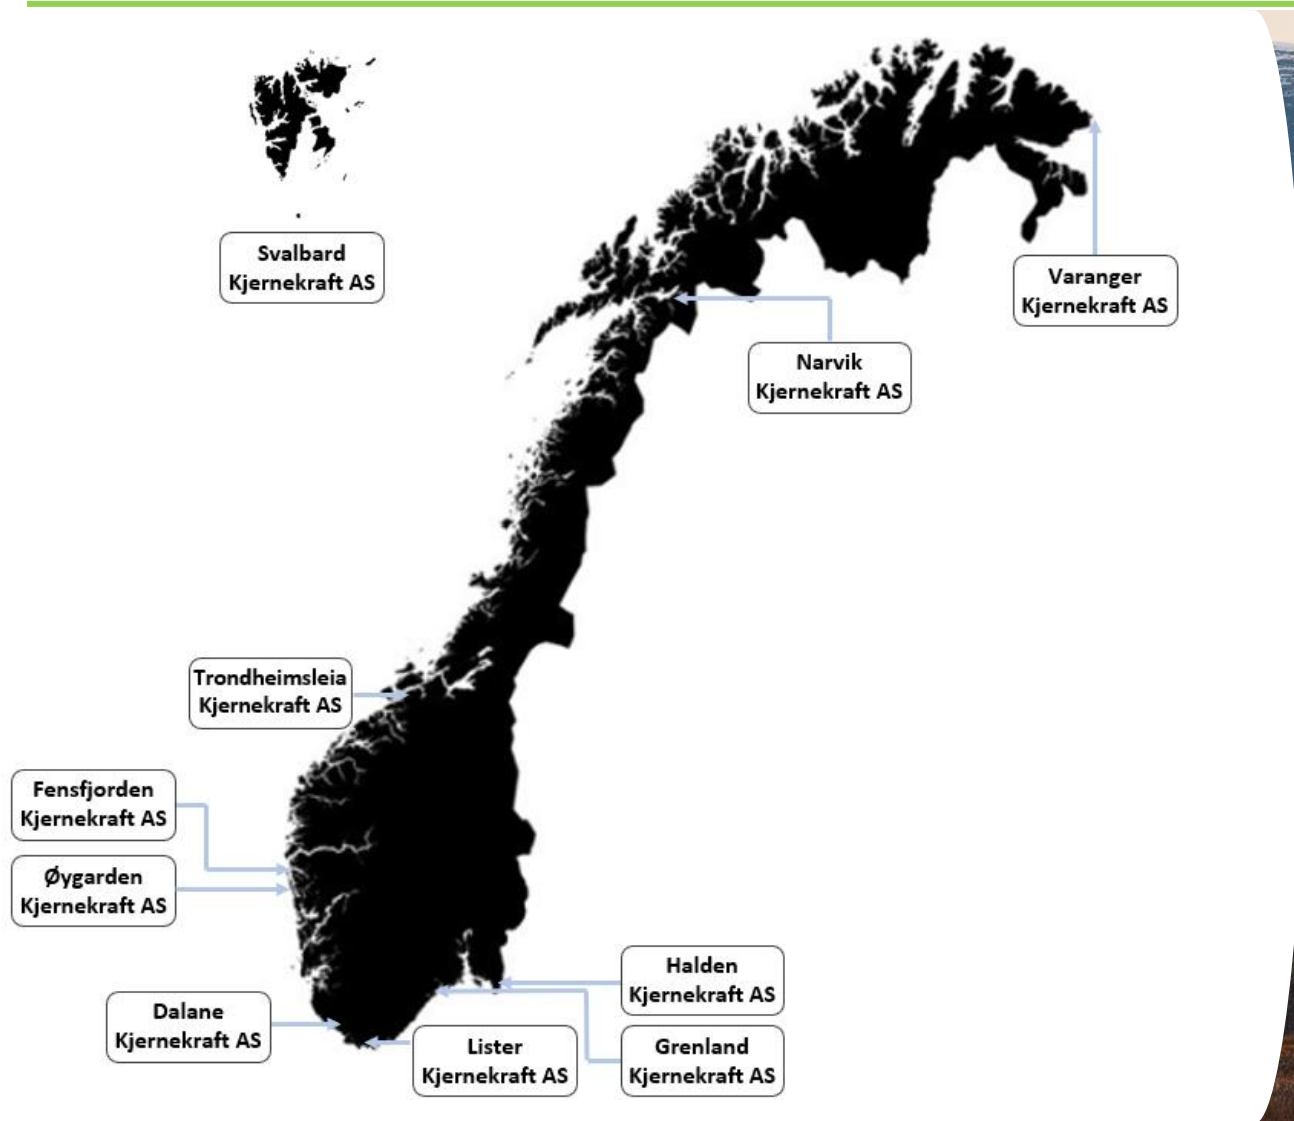 Svalbard
Kjernekraft AS
Varanger
Kjernekraft AS
Narvik
Kjernekraft AS
Trondheimsleia
Kjernekraft AS
Fensfjorden
Kjernekraft AS
Øygarden
Kjernekraft AS
Halden
Kjernekraft AS
Dalane
Kjernekraft AS
Lister
Kjernekraft AS
Grenland
Kjernekraft AS